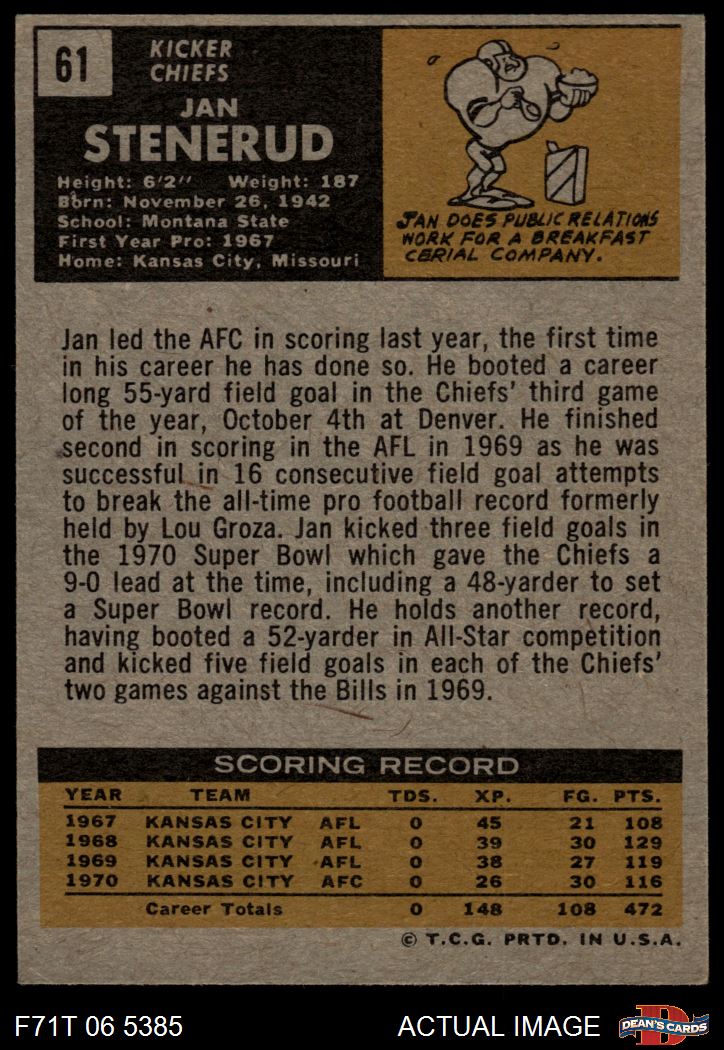 61
KICKER
CHIEFS
JAN
STENERUD
Height: 6'2" Weight: 187
Born: November 26, 1942
School: Montana State
First Year Pro: 1967
Home: Kansas City, Missouri
JAN DOES PUBLIC RELATIONS
WORK FOR A BREAKFAST
CERIAL COMPANY.
Jan led the AFC in scoring last year, the first time
in his career he has done so. He booted a career
long 55-yard field goal in the Chiefs' third game
of the year, October 4th at Denver. He finished
second in scoring in the AFL in 1969 as he was
successful in 16 consecutive field goal attempts
to break the all-time pro football record formerly
held by Lou Groza. Jan kicked three field goals in
the 1970 Super Bowl which gave the Chiefs a
9-0 lead at the time, including a 48-yarder to set
a Super Bowl record. He holds another record,
having booted a 52-yarder in All-Star competition
and kicked five field goals in each of the Chiefs'
two games against the Bills in 1969.
SCORING RECORD
YEAR TEAM TDS. XP. FG. PTS.
1967 KANSAS CITY AFL 0 45 21 108
1968 KANSAS CITY AFL 0 39 30 129
1969 KANSAS CITY AFL 0 38 27 119
1970 KANSAS CITY AFC 0 26 30 116
Career Totals 0 148 108 472
© T.C.G. PRTD. IN U.S.A.
F71T 06 5385 ACTUAL IMAGE D DEAN'S CARDS